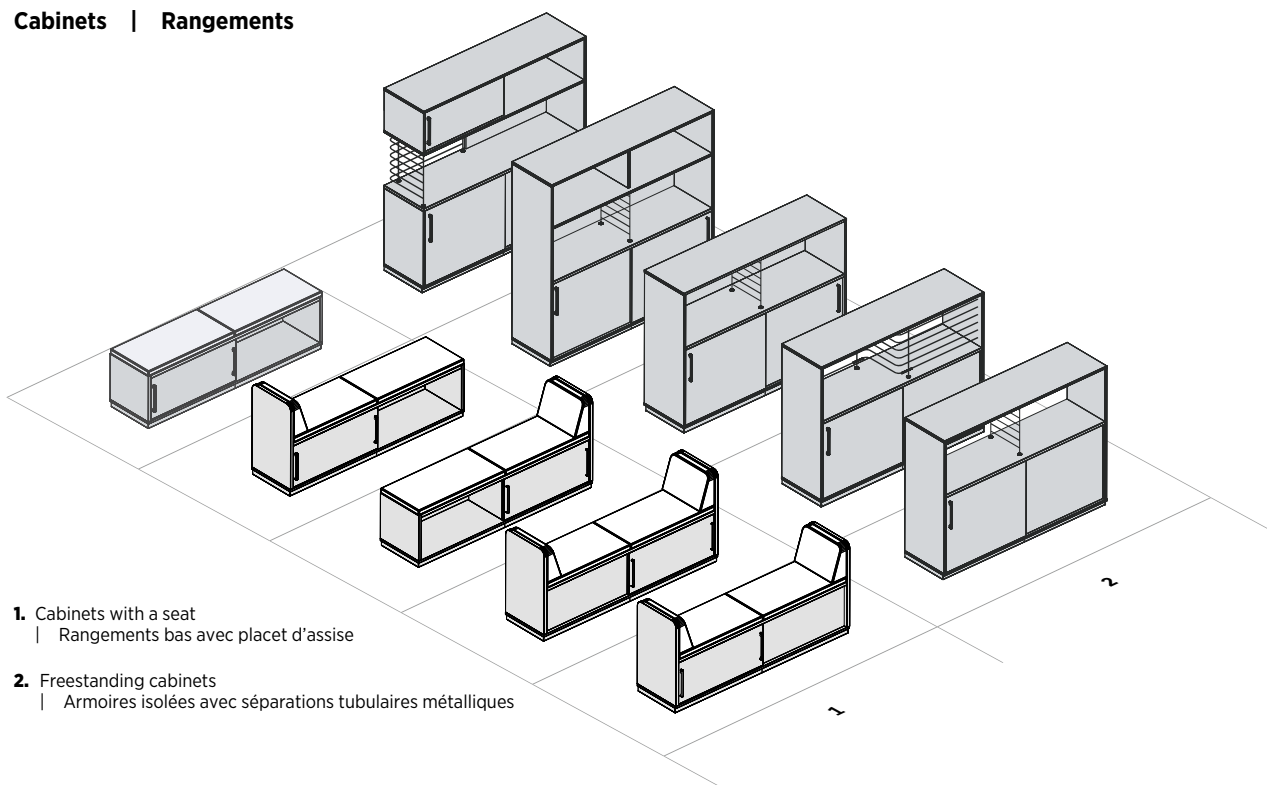 Cabinets | Rangements
1. Cabinets with a seat
| Rangements bas avec placet d’assise
2. Freestanding cabinets
| Armoires isolées avec séparations tubulaires métalliques
2
1